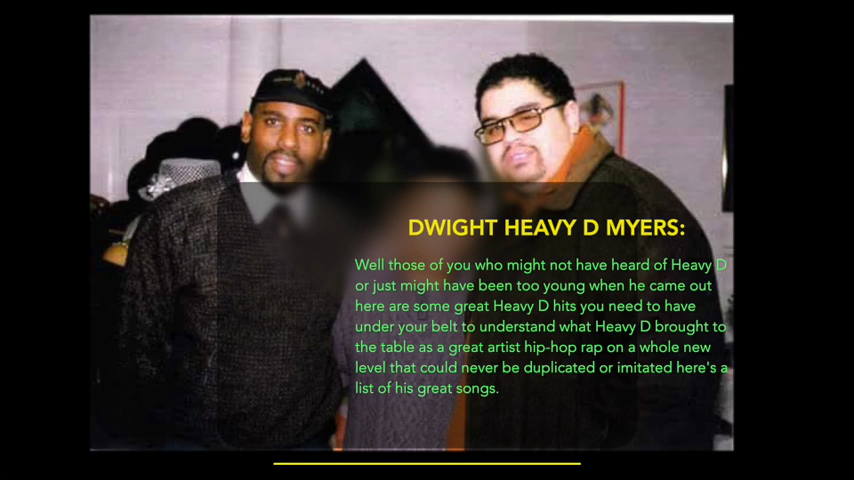 DWIGHT HEAVY D MYERS:
Well those of you who might not have heard of Heavy D
or just might have been too young when he came out
here are some great Heavy D hits you need to have
under your belt to understand what Heavy D brought to
the table as a great artist hip-hop rap on a whole new
level that could never be duplicated or imitated here's a
list of his great songs.